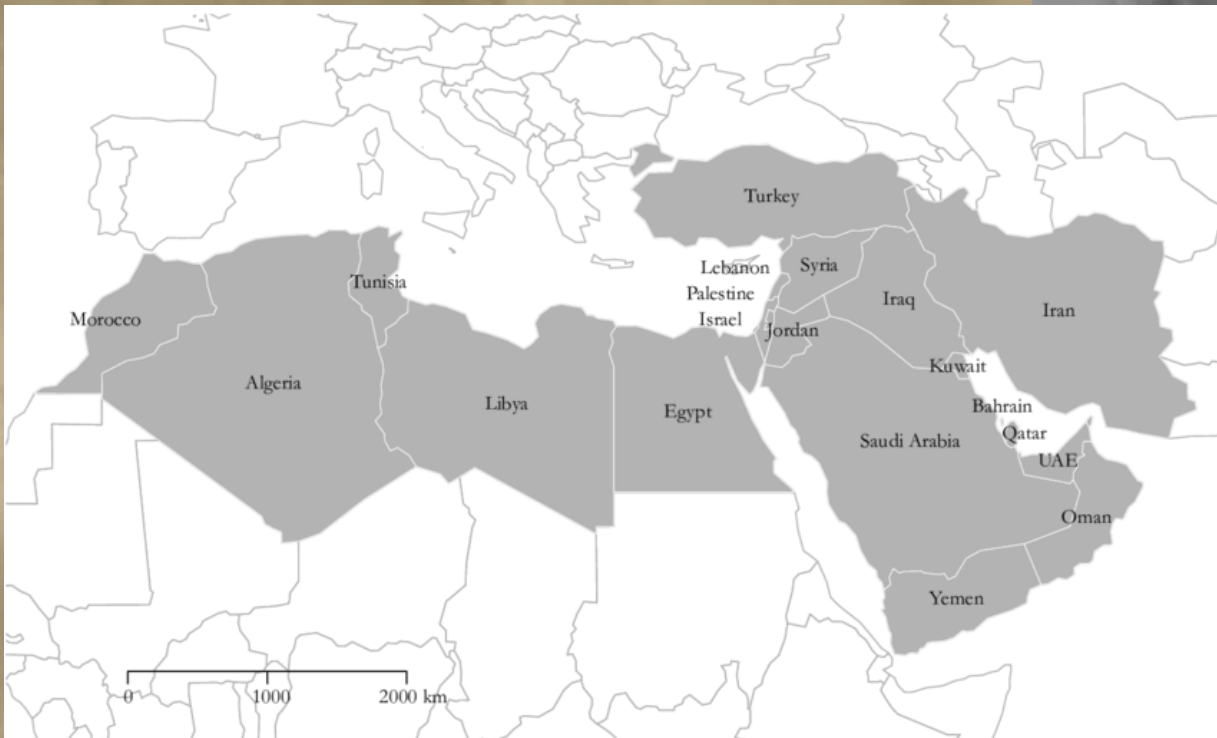 Turkey
Lebanon
Syria
Tunisia
Palestine
Iraq
Iran
Morocco
Israel
Jordan
Kuwait
Algeria
Libya
Egypt
Bahrain
Saudi Arabia
Qatar
UAE
Oman
Yemen
0 1000 2000 km